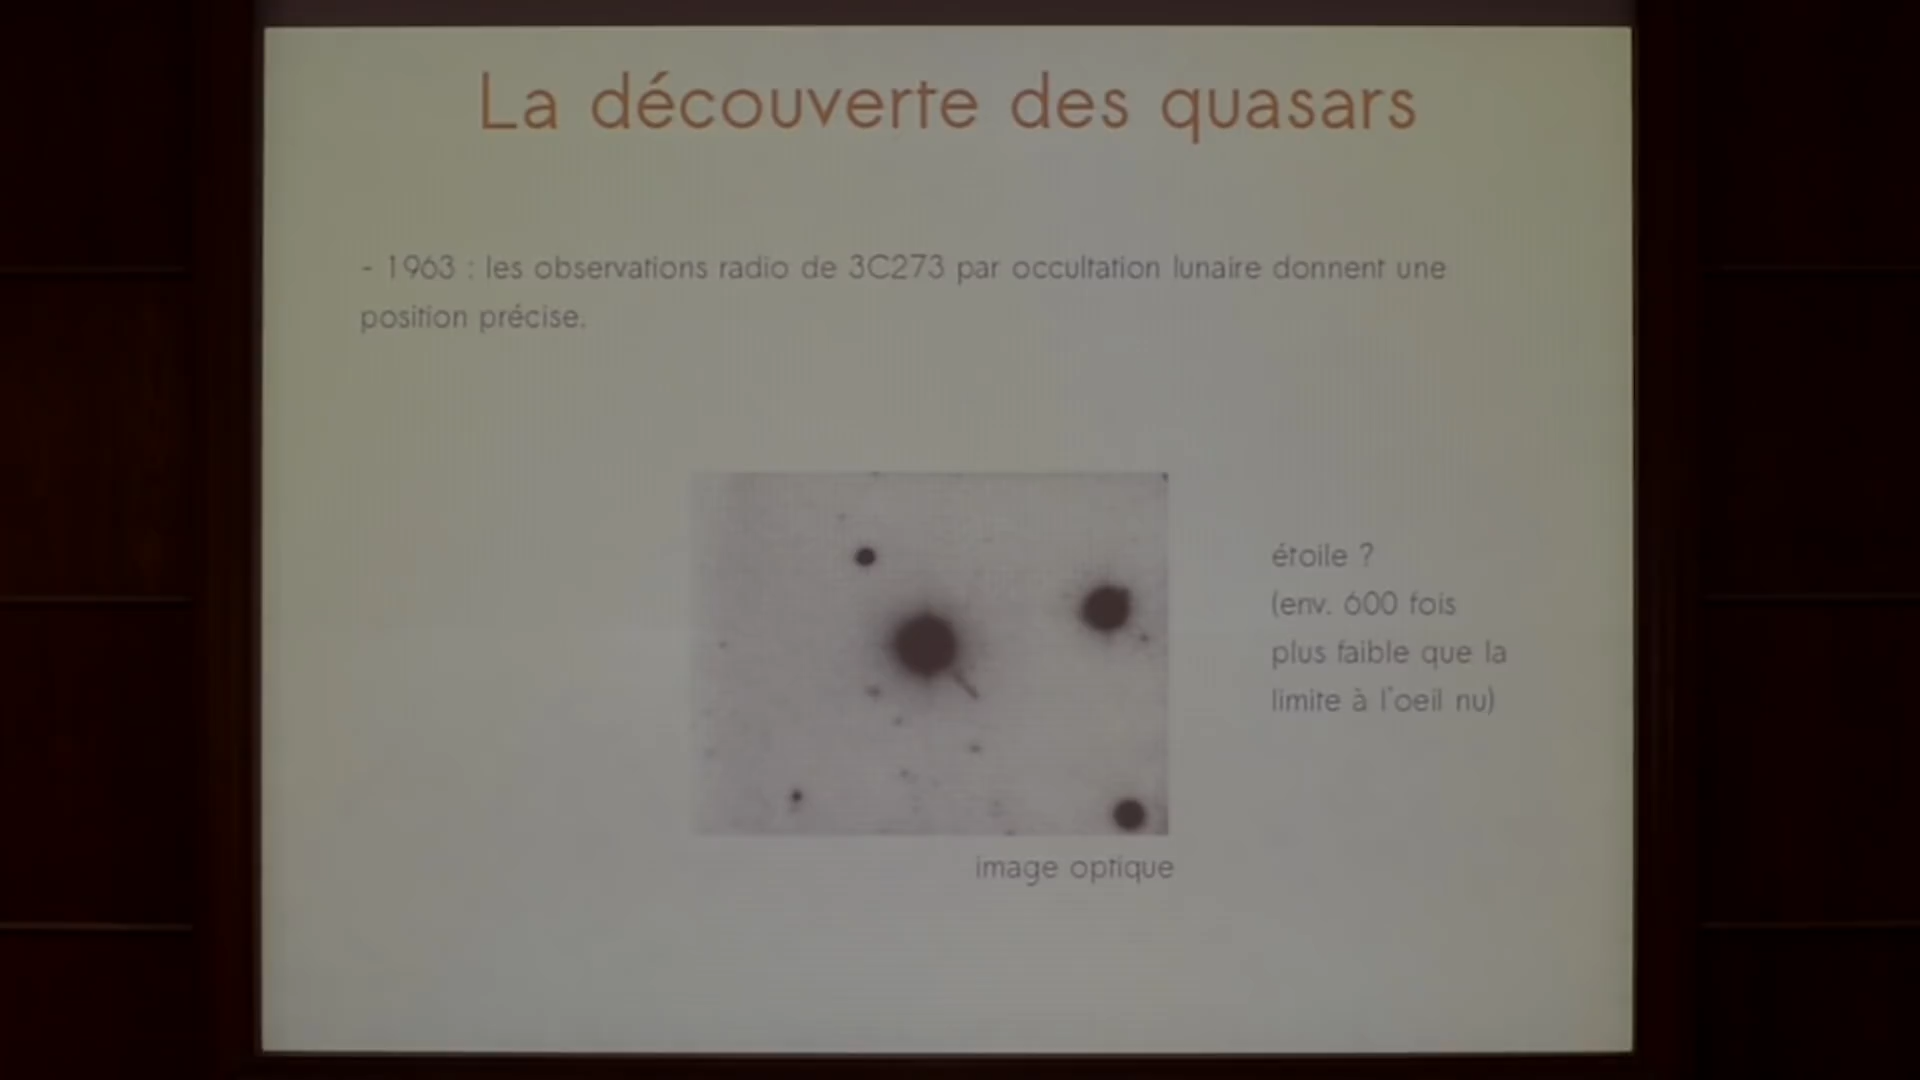 La découverte des quasars
- 1963 : les observations radio de 3C273 par occultation lunaire donnent une
position précise.
étoile ?
(env. 600 fois
plus faible que la
limite à l'oeil nu)
image optique